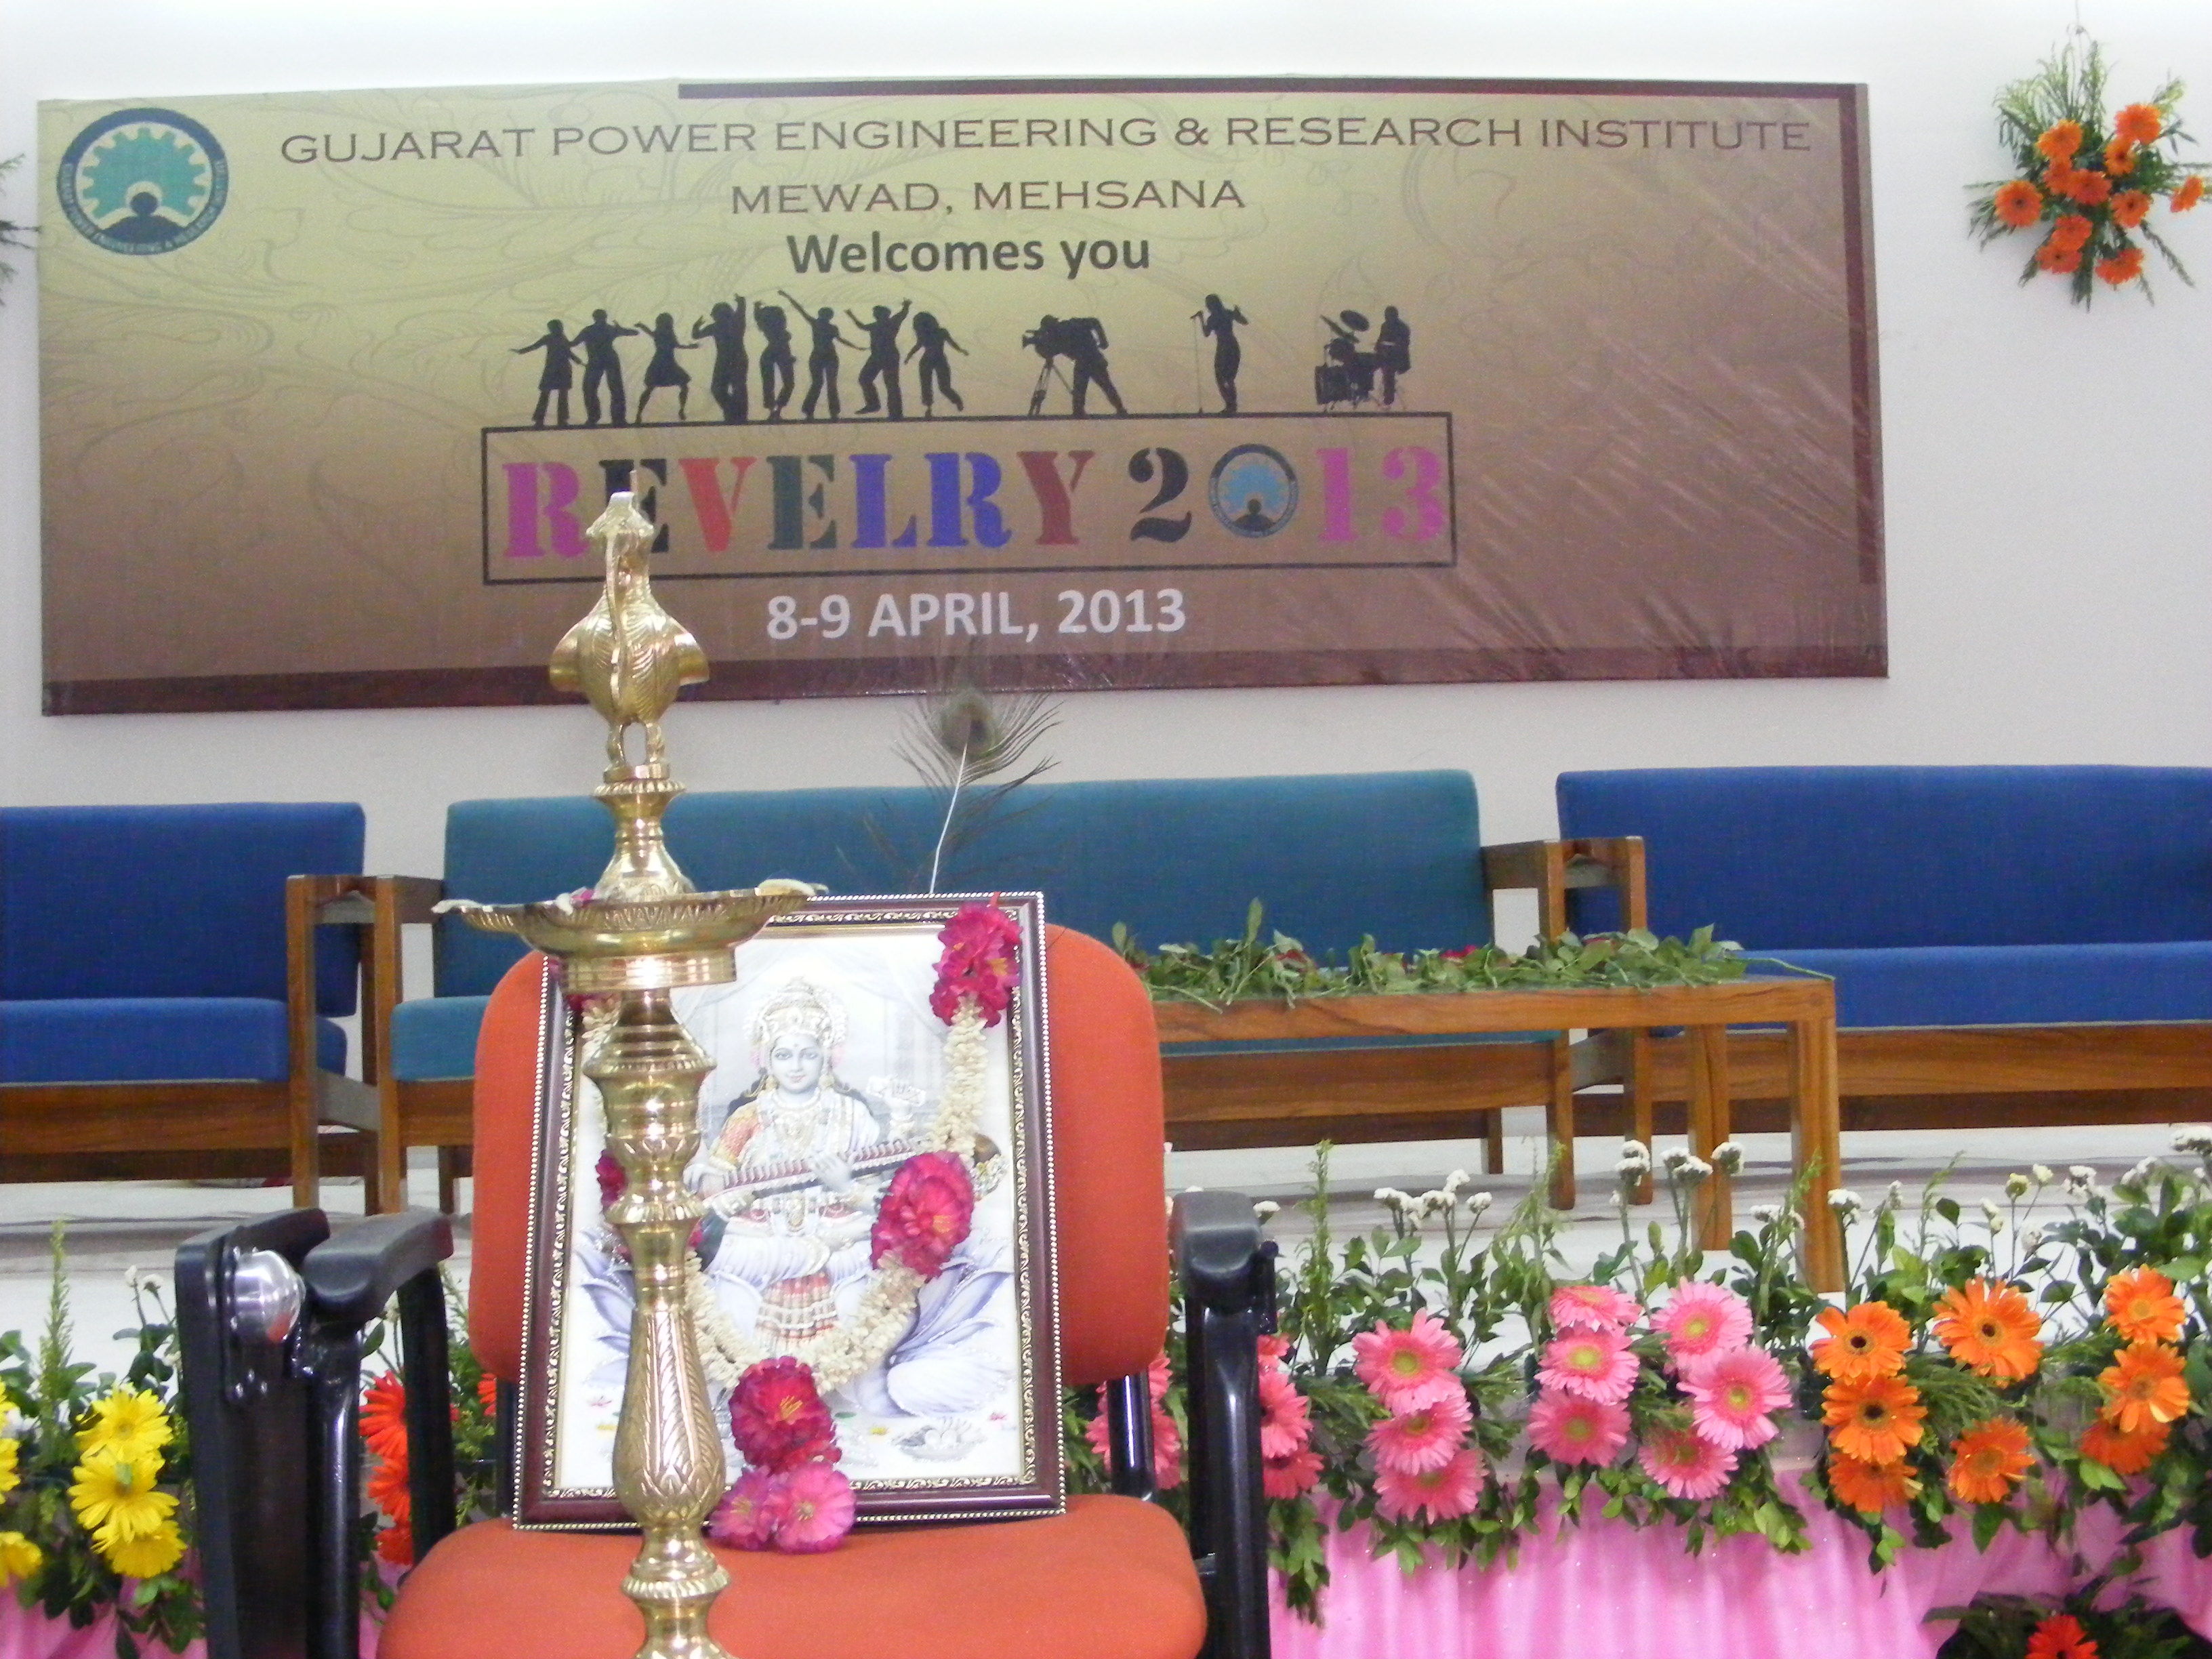 GUJARAT POWER ENGINEERING & RESEARCH INSTITUTE
MEWAD, MEHSANA
Welcomes you
REVELRY 2013
8-9 APRIL, 2013